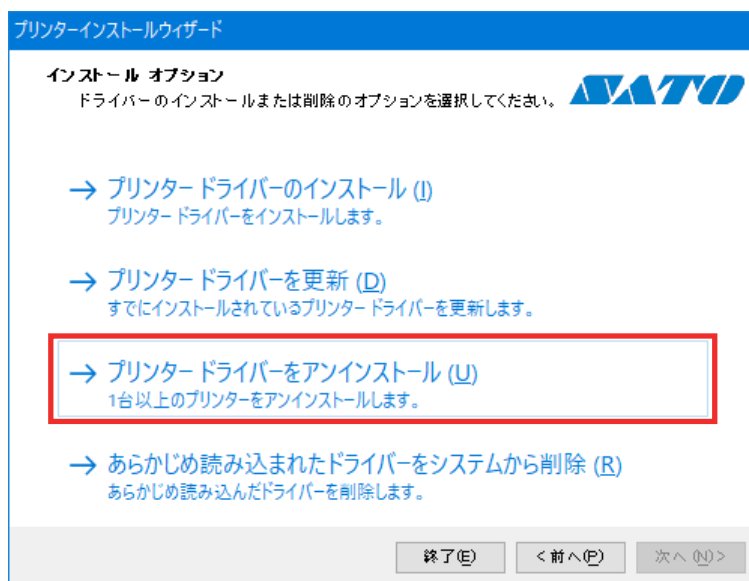 プリンターインストールウィザード
インストール オプション
ドライバーのインストールまたは削除のオプションを選択してください。
SATO
→ プリンター ドライバーのインストール (I)
プリンター ドライバーをインストールします。
→ プリンター ドライバーを更新 (D)
すでにインストールされているプリンター ドライバーを更新します。
→ プリンター ドライバーをアンインストール (U)
1台以上のプリンターをアンインストールします。
→ あらかじめ読み込まれたドライバーをシステムから削除 (R)
あらかじめ読み込んだドライバーを削除します。
終了(E) <前へ(P) 次へ(N)>